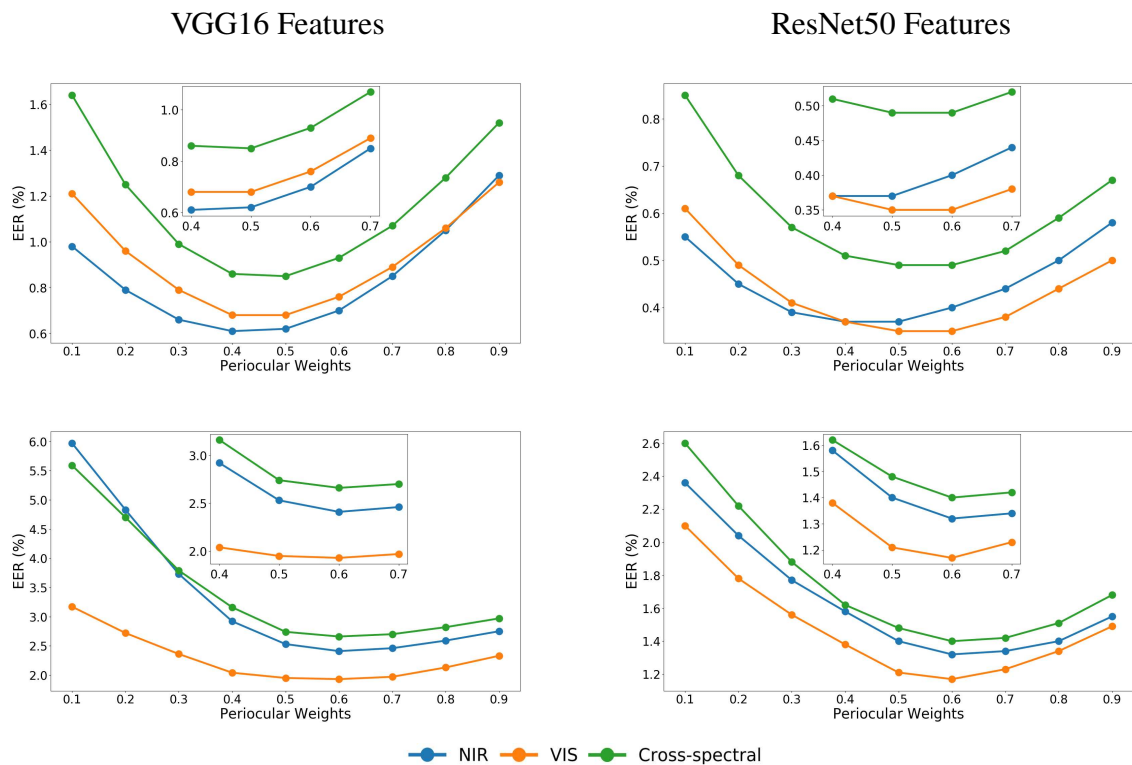 VGG16 Features
ResNet50 Features
EER (%)
1.6
1.4
1.2
1.0
0.8
0.6
0.1 0.2 0.3 0.4 0.5 0.6 0.7 0.8 0.9
Periocular Weights
1.0
0.8
0.6
0.4 0.5 0.6 0.7
EER (%)
0.8
0.7
0.6
0.5
0.4
0.1 0.2 0.3 0.4 0.5 0.6 0.7 0.8 0.9
Periocular Weights
0.50
0.45
0.40
0.35
0.4 0.5 0.6 0.7
EER (%)
6.0
5.5
5.0
4.5
4.0
3.5
3.0
2.5
2.0
0.1 0.2 0.3 0.4 0.5 0.6 0.7 0.8 0.9
Periocular Weights
3.0
2.5
2.0
0.4 0.5 0.6 0.7
EER (%)
2.6
2.4
2.2
2.0
1.8
1.6
1.4
1.2
0.1 0.2 0.3 0.4 0.5 0.6 0.7 0.8 0.9
Periocular Weights
1.6
1.5
1.4
1.3
1.2
0.4 0.5 0.6 0.7
NIR VIS Cross-spectral